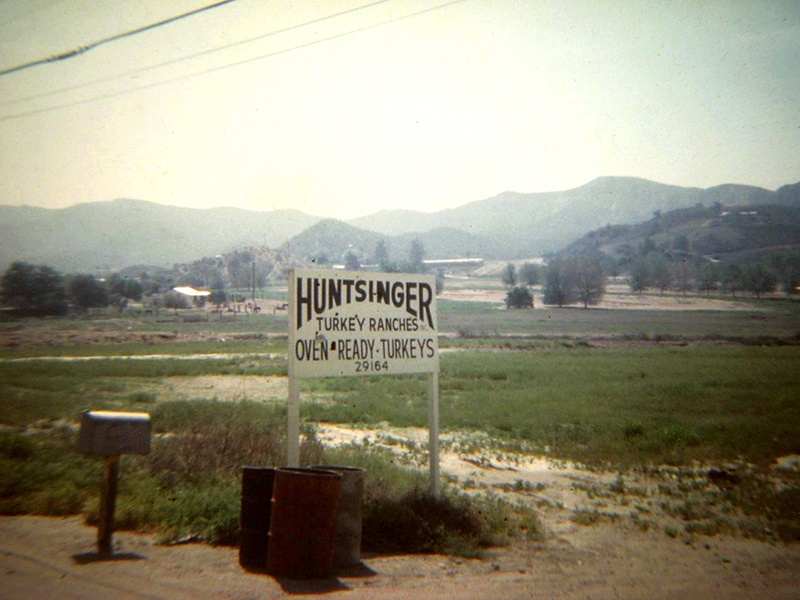 HUNTSINGER
TURKEY RANCHES
OVEN-READY-TURKEYS
29164